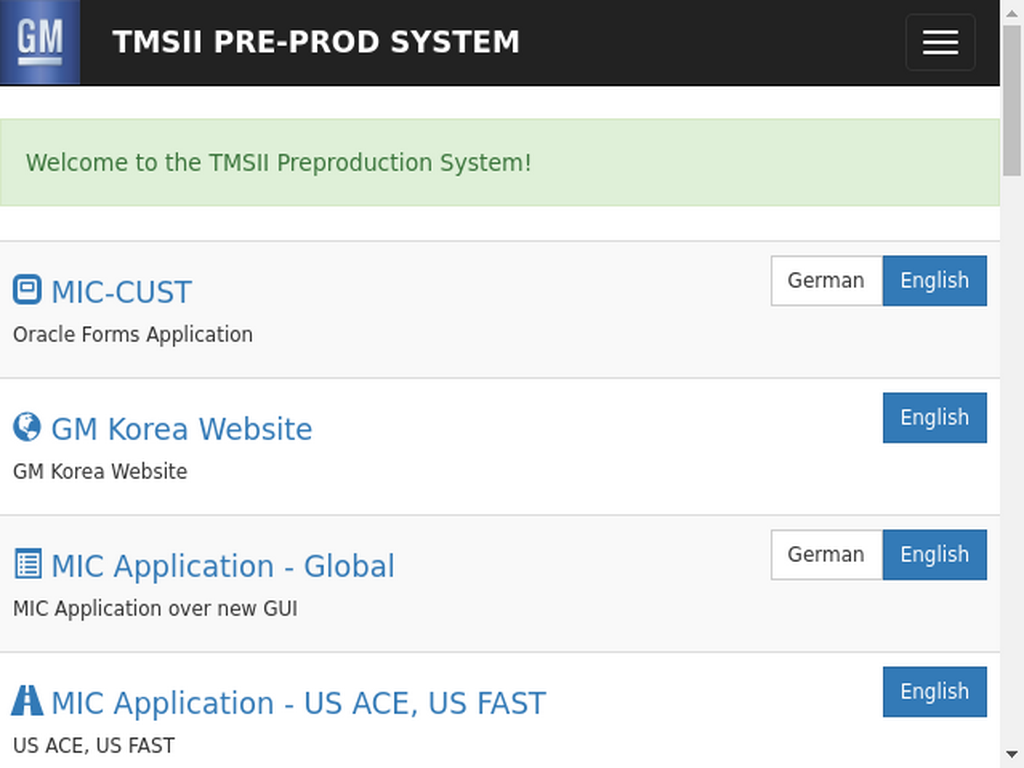 GM
TMSII PRE-PROD SYSTEM
Welcome to the TMSII Preproduction System!
MIC-CUST
German
English
Oracle Forms Application
GM Korea Website
English
GM Korea Website
MIC Application - Global
German
English
MIC Application over new GUI
MIC Application - US ACE, US FAST
English
US ACE, US FAST